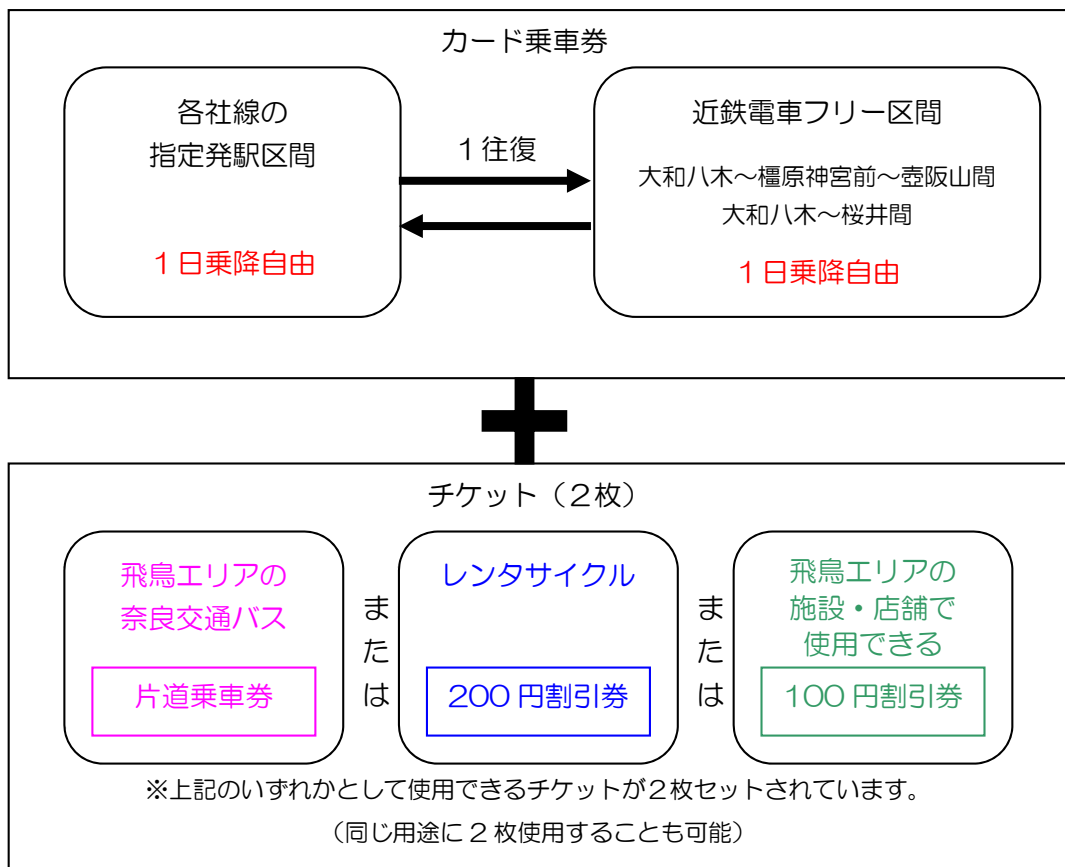 カード乗車券
各社線の
指定発駅区間
1日乗降自由
1往復
近鉄電車フリー区間
大和八木～橿原神宮前～壺阪山間
大和八木～桜井間
1日乗降自由
チケット（2枚）
飛鳥エリアの
奈良交通バス
片道乗車券
または
レンタサイクル
200円割引券
または
飛鳥エリアの
施設・店舗で
使用できる
100円割引券
※上記のいずれかとして使用できるチケットが2枚セットされています。
（同じ用途に2枚使用することも可能）